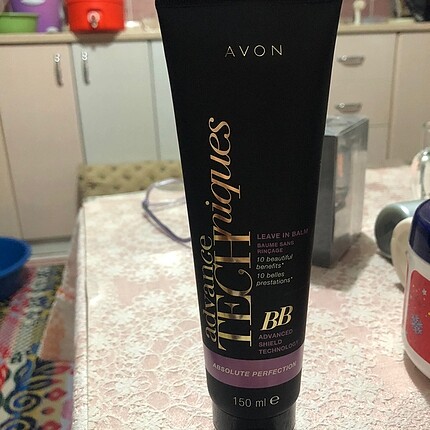 AVON
advance
TECHniques
LEAVE IN BALM
BAUME SANS
RINÇAGE
10 beautiful
benefits*
10 belles
prestations*
BB
ADVANCED
SHIELD
TECHNOLOGY
ABSOLUTE PERFECTION
150 ml e